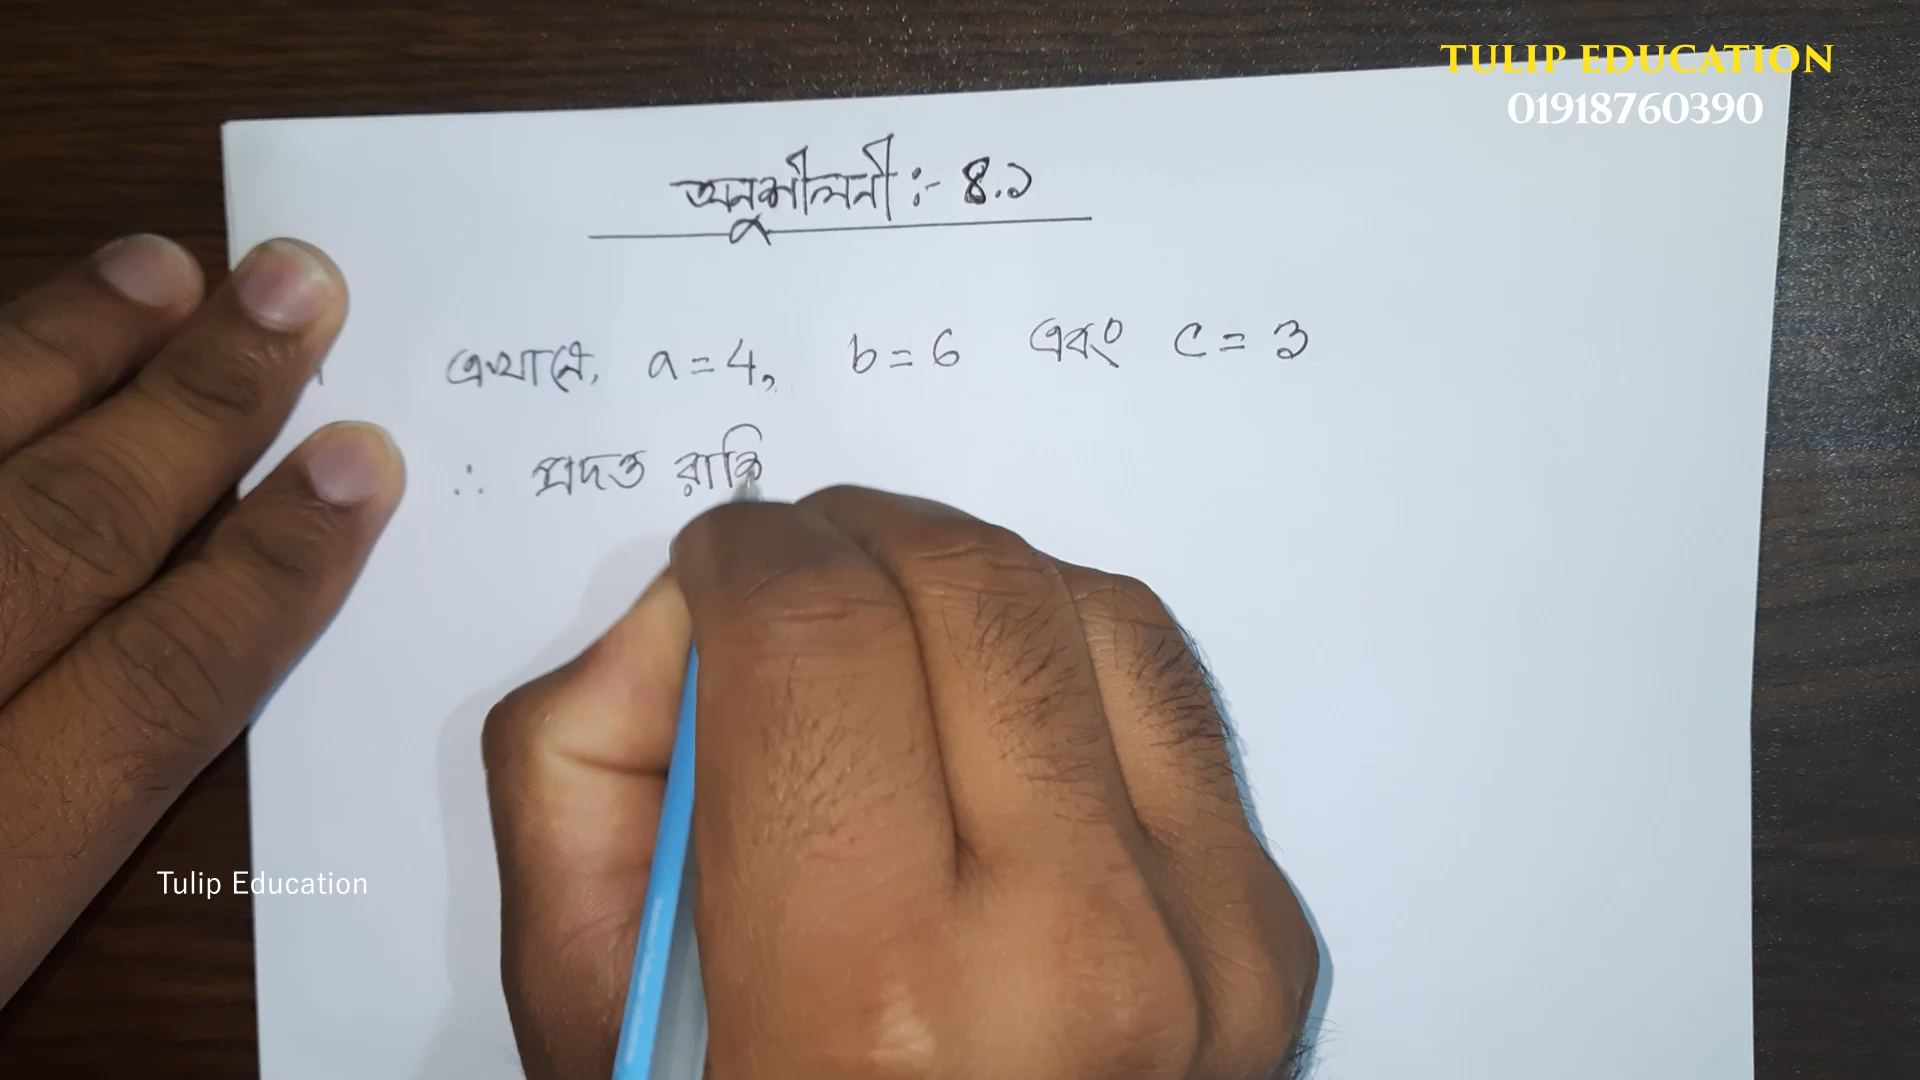 TULIP EDUCATION
01918760390
অনুশীলনী :- ৪.১
এখানে, a = 4, b = 6 এবং c = 3
∴ প্রদত্ত রাশি
Tulip Education